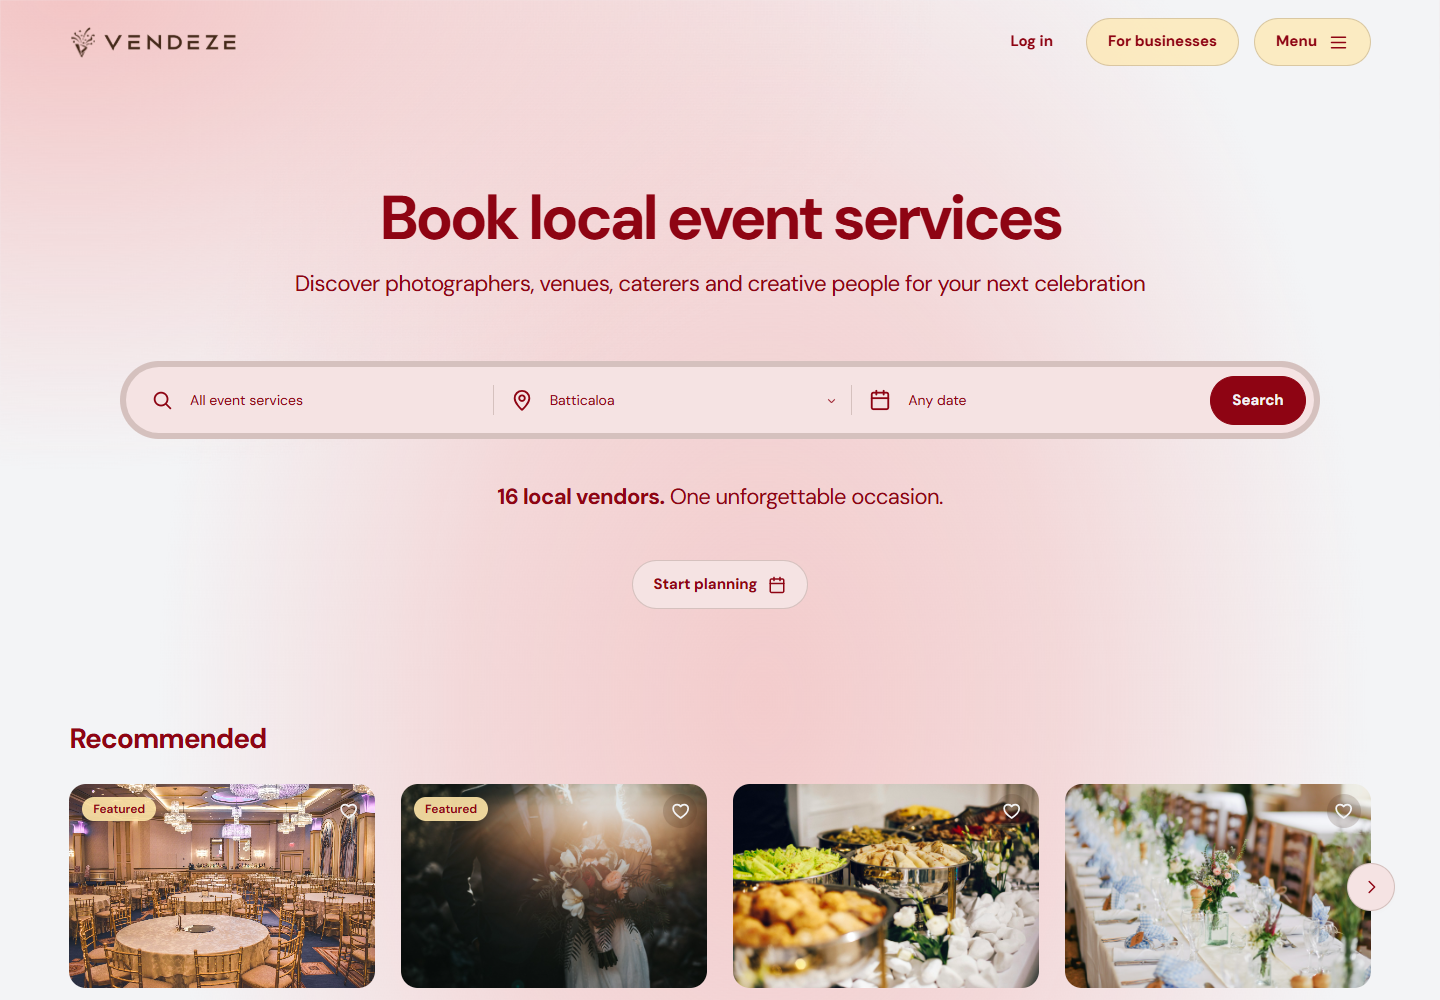 VENDEZE
Log in
For businesses
Menu
Book local event services
Discover photographers, venues, caterers and creative people for your next celebration
All event services
Batticaloa
Any date
Search
16 local vendors. One unforgettable occasion.
Start planning
Recommended
Featured
Featured